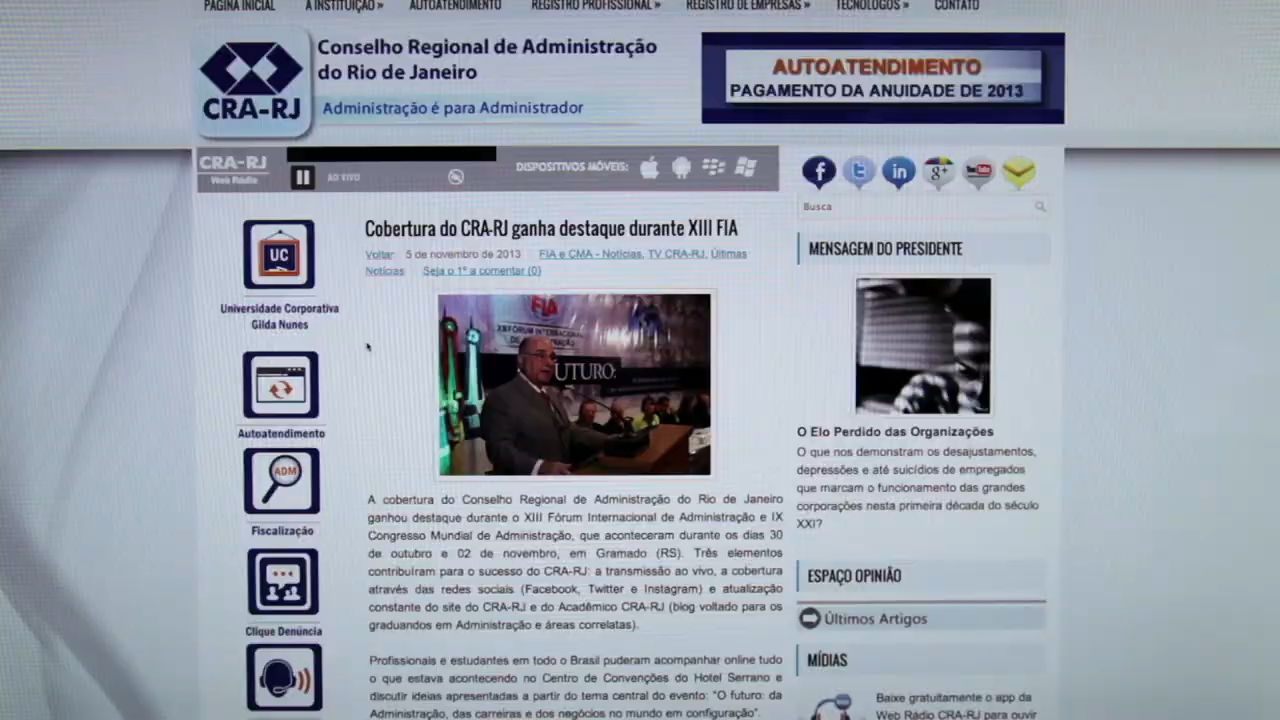 PÁGINA INICIAL A INSTITUIÇÃO » AUTOATENDIMENTO REGISTRO PROFISSIONAL » REGISTRO DE EMPRESAS » TECNÓLOGOS » CONTATO
CRA-RJ
Conselho Regional de Administração
do Rio de Janeiro
Administração é para Administrador
AUTOATENDIMENTO
PAGAMENTO DA ANUIDADE DE 2013
CRA-RJ
Web Rádio
AO VIVO
DISPOSITIVOS MÓVEIS:
Busca
UC
Universidade Corporativa
Gilda Nunes
Autoatendimento
ADM
Fiscalização
Clique Denúncia
Cobertura do CRA-RJ ganha destaque durante XIII FIA
Voltar 5 de novembro de 2013 FIA e CMA - Notícias, TV CRA-RJ, Últimas
Notícias Seja o 1º a comentar (0)
FIA
XIII FÓRUM INTERNACIONAL
UTURO:
A cobertura do Conselho Regional de Administração do Rio de Janeiro
ganhou destaque durante o XIII Fórum Internacional de Administração e IX
Congresso Mundial de Administração, que aconteceram durante os dias 30
de outubro e 02 de novembro, em Gramado (RS). Três elementos
contribuíram para o sucesso do CRA-RJ: a transmissão ao vivo, a cobertura
através das redes sociais (Facebook, Twitter e Instagram) e atualização
constante do site do CRA-RJ e do Acadêmico CRA-RJ (blog voltado para os
graduandos em Administração e áreas correlatas).
Profissionais e estudantes em todo o Brasil puderam acompanhar online tudo
o que estava acontecendo no Centro de Convenções do Hotel Serrano e
discutir ideias apresentadas a partir do tema central do evento: "O futuro: da
Administração, das carreiras e dos negócios no mundo em configuração".
MENSAGEM DO PRESIDENTE
O Elo Perdido das Organizações
O que nos demonstram os desajustamentos,
depressões e até suicídios de empregados
que marcam o funcionamento das grandes
corporações nesta primeira década do século
XXI?
ESPAÇO OPINIÃO
Últimos Artigos
MÍDIAS
Baixe gratuitamente o app da
Web Rádio CRA-RJ para ouvir